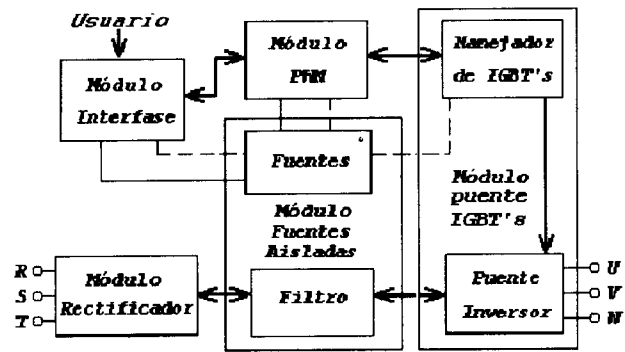 Usuario
Módulo
Interfase
Módulo
PWM
Manejador
de IGBT's
Fuentes
Módulo
Fuentes
Aisladas
Módulo
puente
IGBT's
R
S
T
Módulo
Rectificador
Filtro
Puente
Inversor
U
V
W